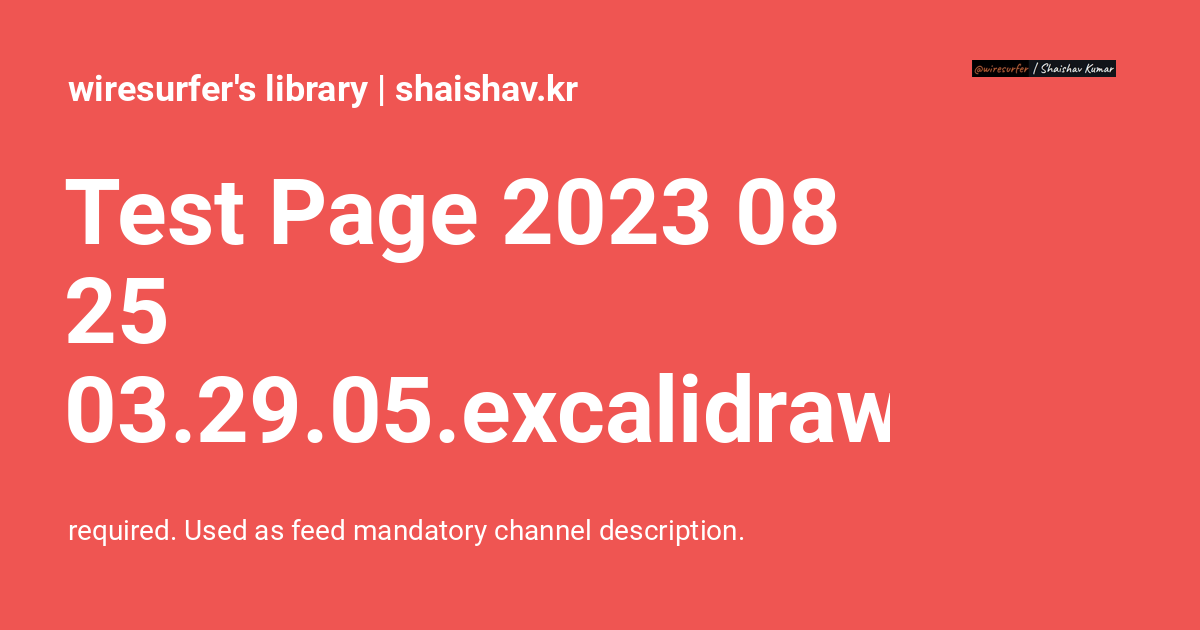 wiresurfer's library | shaishav.kr
@wiresurfer / Shaishav Kumar
Test Page 2023 08
25
03.29.05.excalidraw
required. Used as feed mandatory channel description.